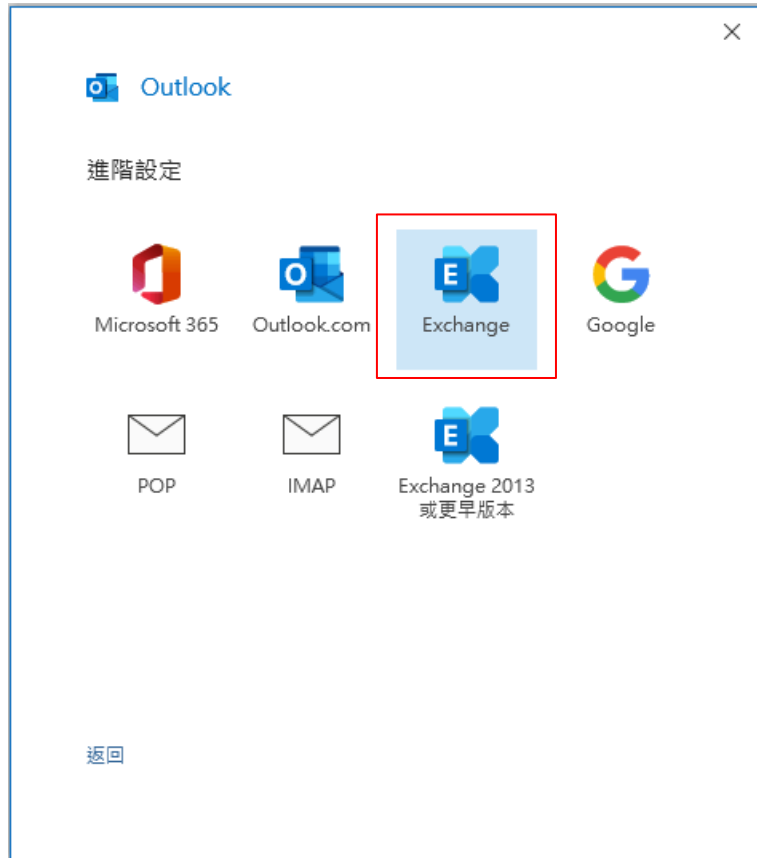 Outlook
進階設定
Microsoft 365
Outlook.com
Exchange
Google
POP
IMAP
Exchange 2013
或更早版本
返回